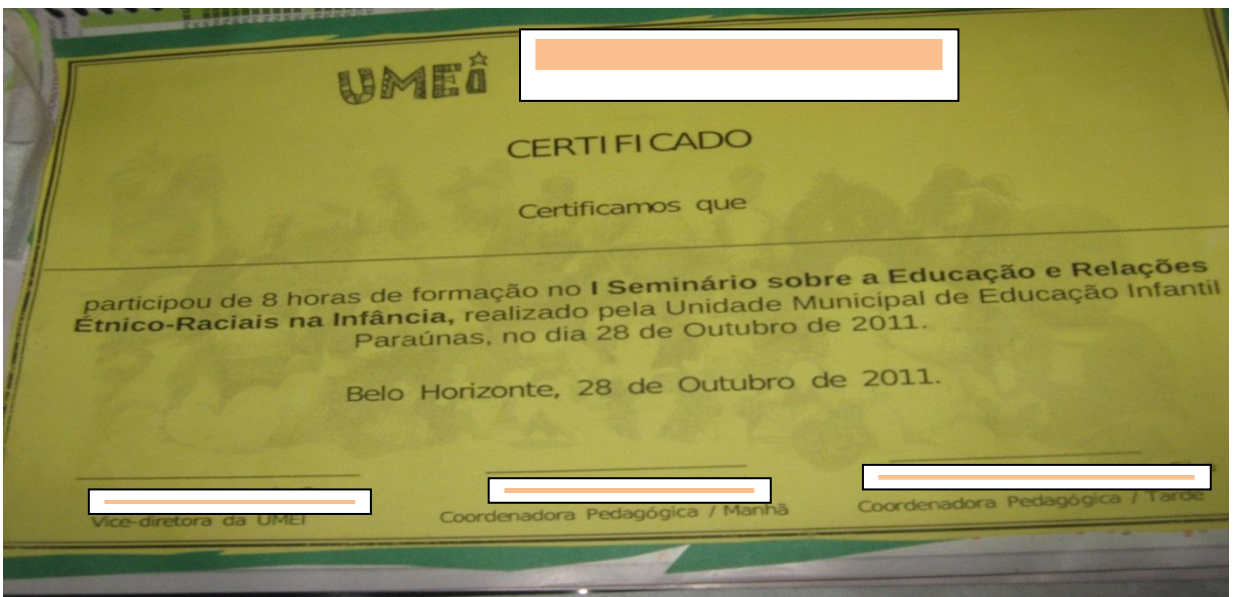 UMEi
CERTIFICADO
Certificamos que
participou de 8 horas de formação no I Seminário sobre a Educação e Relações
Étnico-Raciais na Infância, realizado pela Unidade Municipal de Educação Infantil
Paraúnas, no dia 28 de Outubro de 2011.
Belo Horizonte, 28 de Outubro de 2011.
Vice-diretora da UMEI
Coordenadora Pedagógica / Manhã
Coordenadora Pedagógica / Tarde